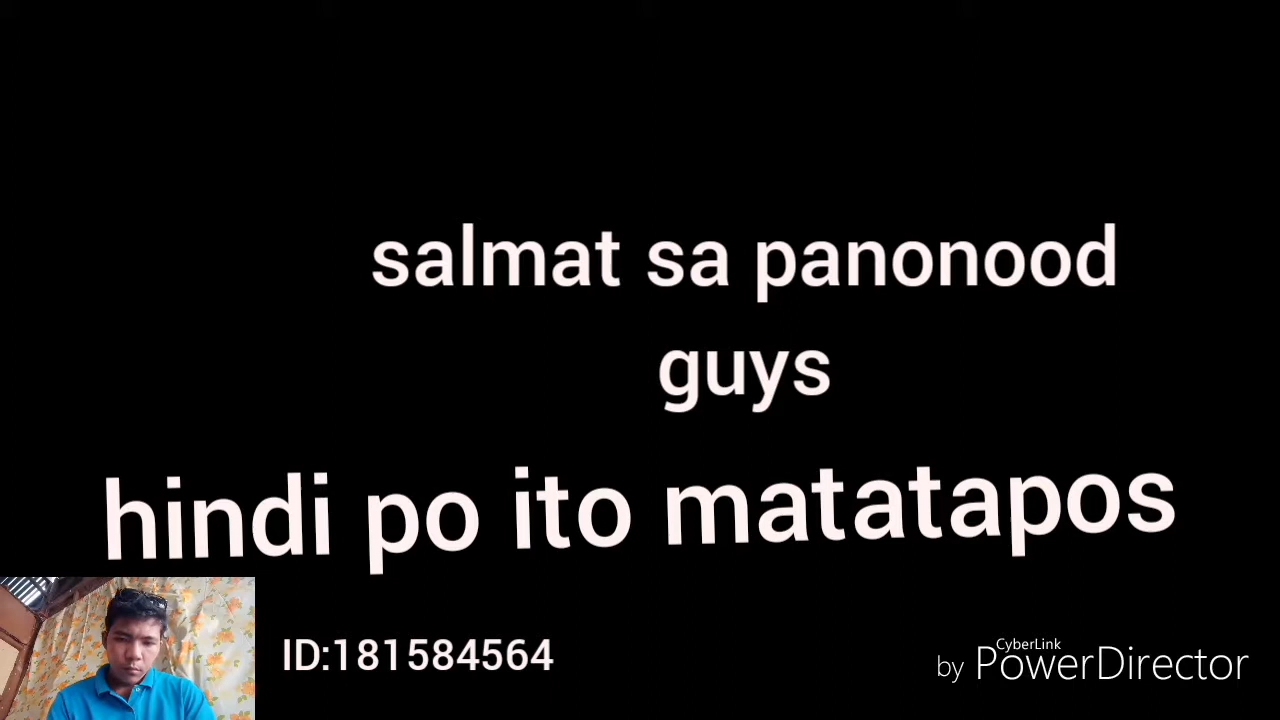 salmat sa panonood
guys
hindi po ito matatapos
ID:181584564
by CyberLink PowerDirector